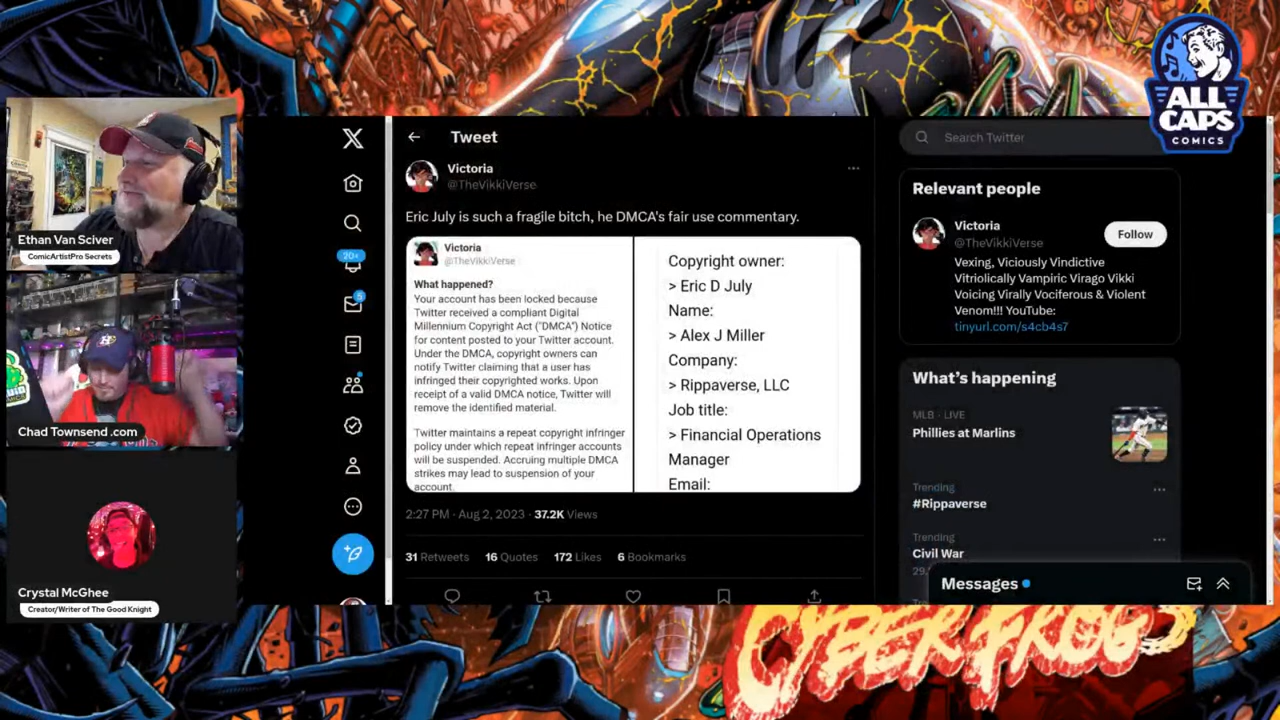 ALL
CAPS
COMICS
Ethan Van Sciver
ComicArtistPro Secrets
Chad Townsend .com
Crystal McGhee
Creator/Writer of The Good Knight
20+
5
Tweet
Victoria
@TheVikkiVerse
Eric July is such a fragile bitch, he DMCA's fair use commentary.
Victoria
@TheVikkiVerse
What happened?
Your account has been locked because
Twitter received a compliant Digital
Millennium Copyright Act ("DMCA") Notice
for content posted to your Twitter account.
Under the DMCA, copyright owners can
notify Twitter claiming that a user has
infringed their copyrighted works. Upon
receipt of a valid DMCA notice, Twitter will
remove the identified material.
Twitter maintains a repeat copyright infringer
policy under which repeat infringer accounts
will be suspended. Accruing multiple DMCA
strikes may lead to suspension of your
account.
Copyright owner:
> Eric D July
Name:
> Alex J Miller
Company:
> Rippaverse, LLC
Job title:
> Financial Operations
Manager
Email:
2:27 PM · Aug 2, 2023 · 37.2K Views
31 Retweets 16 Quotes 172 Likes 6 Bookmarks
Search Twitter
Relevant people
Victoria
@TheVikkiVerse
Follow
Vexing, Viciously Vindictive
Vitriolically Vampiric Virago Vikki
Voicing Virally Vociferous & Violent
Venom!!! YouTube:
tinyurl.com/s4cb4s7
What's happening
MLB · LIVE
Phillies at Marlins
Trending
#Rippaverse
Trending
Civil War
Messages
CYBER FROG